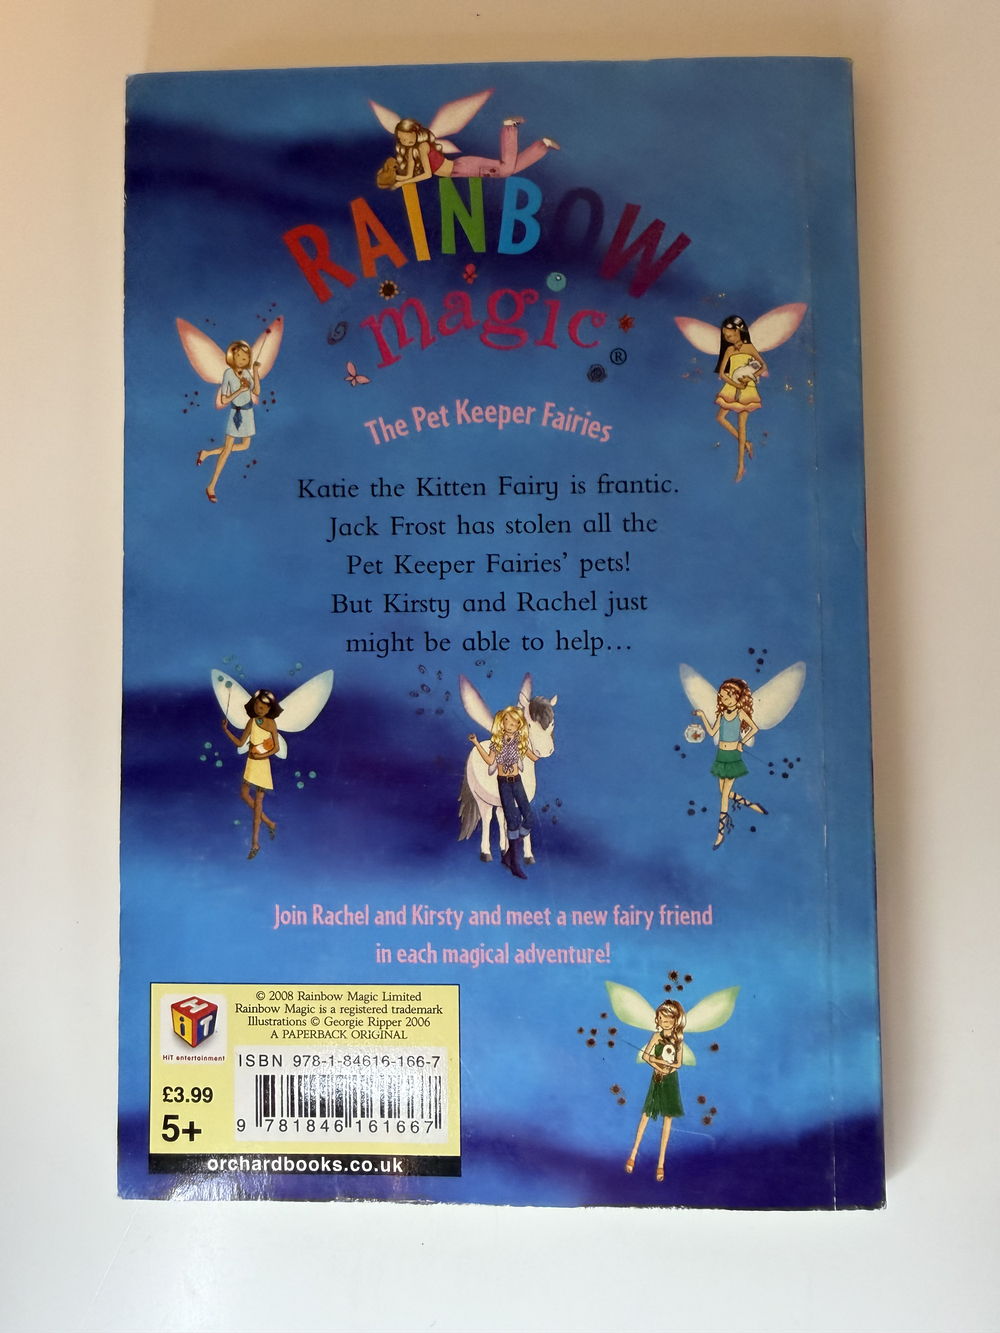 RAINBOW
magic
®
The Pet Keeper Fairies
Katie the Kitten Fairy is frantic.
Jack Frost has stolen all the
Pet Keeper Fairies’ pets!
But Kirsty and Rachel just
might be able to help...
Join Rachel and Kirsty and meet a new fairy friend
in each magical adventure!
HiT
HiT entertainment
© 2008 Rainbow Magic Limited
Rainbow Magic is a registered trademark
Illustrations © Georgie Ripper 2006
A PAPERBACK ORIGINAL
ISBN 978-1-84616-166-7
£3.99
5+
9 781846 161667
orchardbooks.co.uk